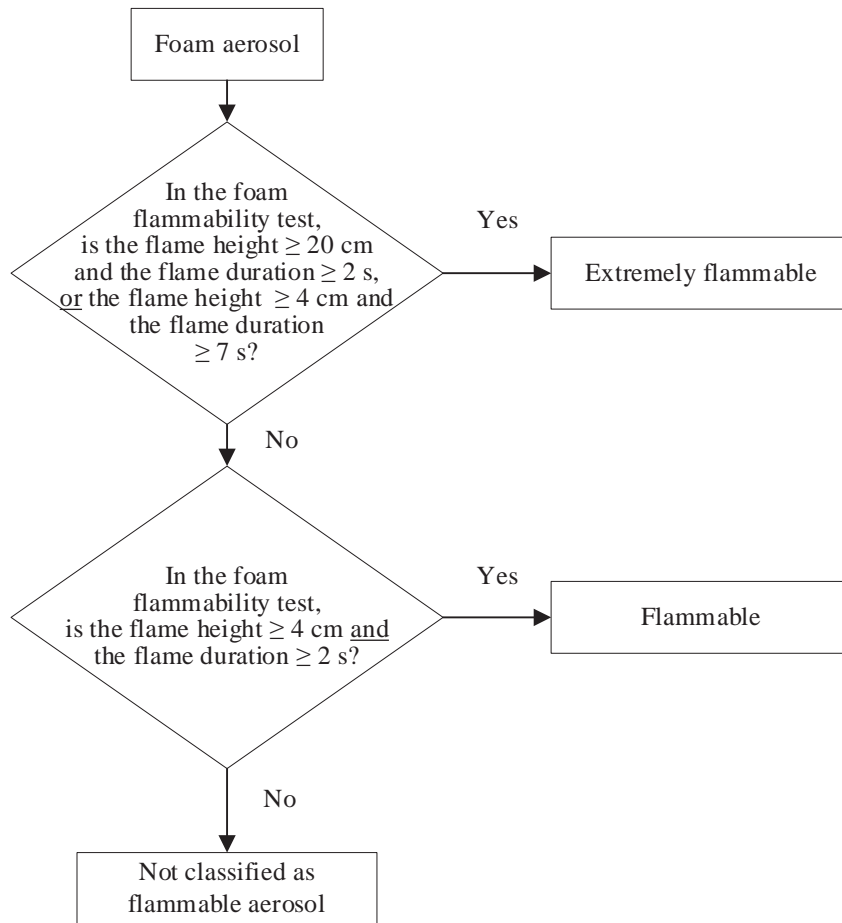 Foam aerosol
In the foam
flammability test,
is the flame height ≥ 20 cm
and the flame duration ≥ 2 s,
or the flame height ≥ 4 cm and
the flame duration
≥ 7 s?
Yes
Extremely flammable
No
In the foam
flammability test,
is the flame height ≥ 4 cm and
the flame duration ≥ 2 s?
Yes
Flammable
No
Not classified as
flammable aerosol